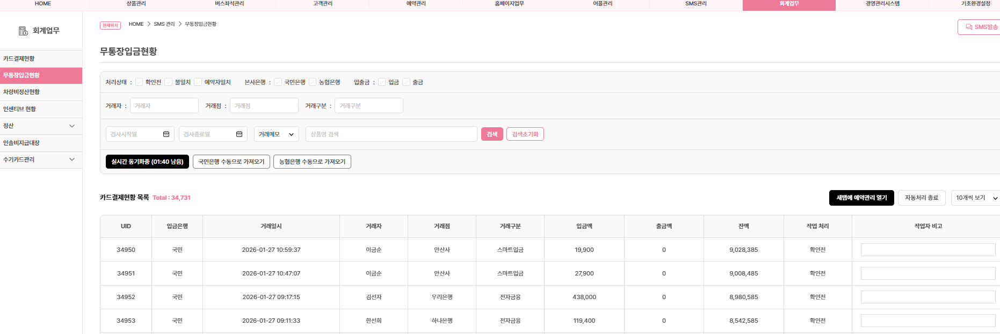 HOME 상품관리 버스좌석관리 고객관리 예약관리 홈페이지업무 어플관리 SMS관리 회계업무 경영관리시스템 기초환경설정
회계업무
카드결제현황
무통장입금현황
차량비정산현황
인센티브 현황
정산
인솔비지급대장
수기카드관리
현재위치 HOME > SMS 관리 > 무통장입금현황
SMS발송
무통장입금현황
처리상태 : 확인전 불일치 예약자일치 본사은행 : 국민은행 농협은행 입출금 : 입금 출금
거래자 : 거래자 거래점 : 거래점 거래구분 : 거래구분
검사시작일 검사종료일 거래메모 상품명 검색 검색 검색초기화
실시간 동기화중 (01:40 남음) 국민은행 수동으로 가져오기 농협은행 수동으로 가져오기
카드결제현황 목록 Total : 34,731
새탭에 예약관리 열기 자동처리 종료 10개씩 보기
UID 입금은행 거래일시 거래자 거래점 거래구분 입금액 출금액 잔액 작업 처리 작업자 비고
34950 국민 2026-01-27 10:59:37 이금순 안산사 스마트입금 19,900 0 9,028,385 확인전
34951 국민 2026-01-27 10:47:07 이금순 안산사 스마트입금 27,900 0 9,008,485 확인전
34952 국민 2026-01-27 09:17:15 김선자 우리은행 전자금융 438,000 0 8,980,585 확인전
34953 국민 2026-01-27 09:11:33 한선희 하나은행 전자금융 119,400 0 8,542,585 확인전